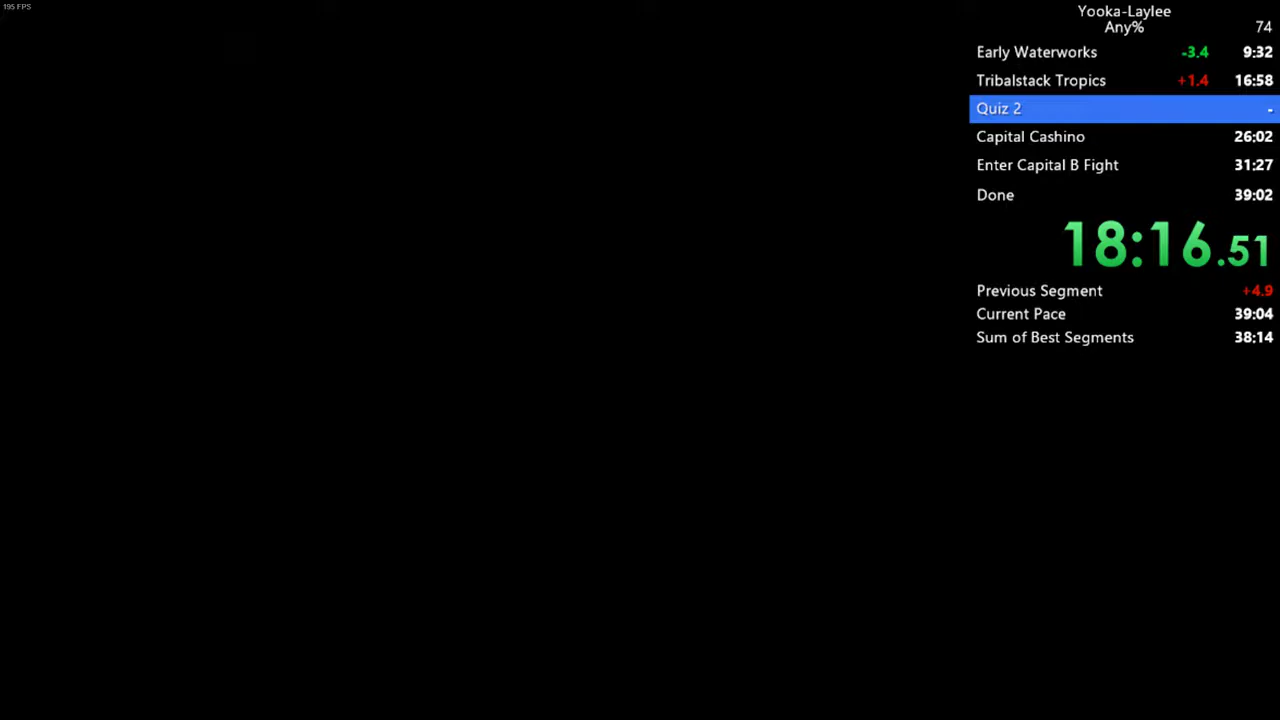 195 FPS
Yooka-Laylee
Any% 74
Early Waterworks -3.4 9:32
Tribalstack Tropics +1.4 16:58
Quiz 2 -
Capital Cashino 26:02
Enter Capital B Fight 31:27
Done 39:02
18:16.51
Previous Segment +4.9
Current Pace 39:04
Sum of Best Segments 38:14